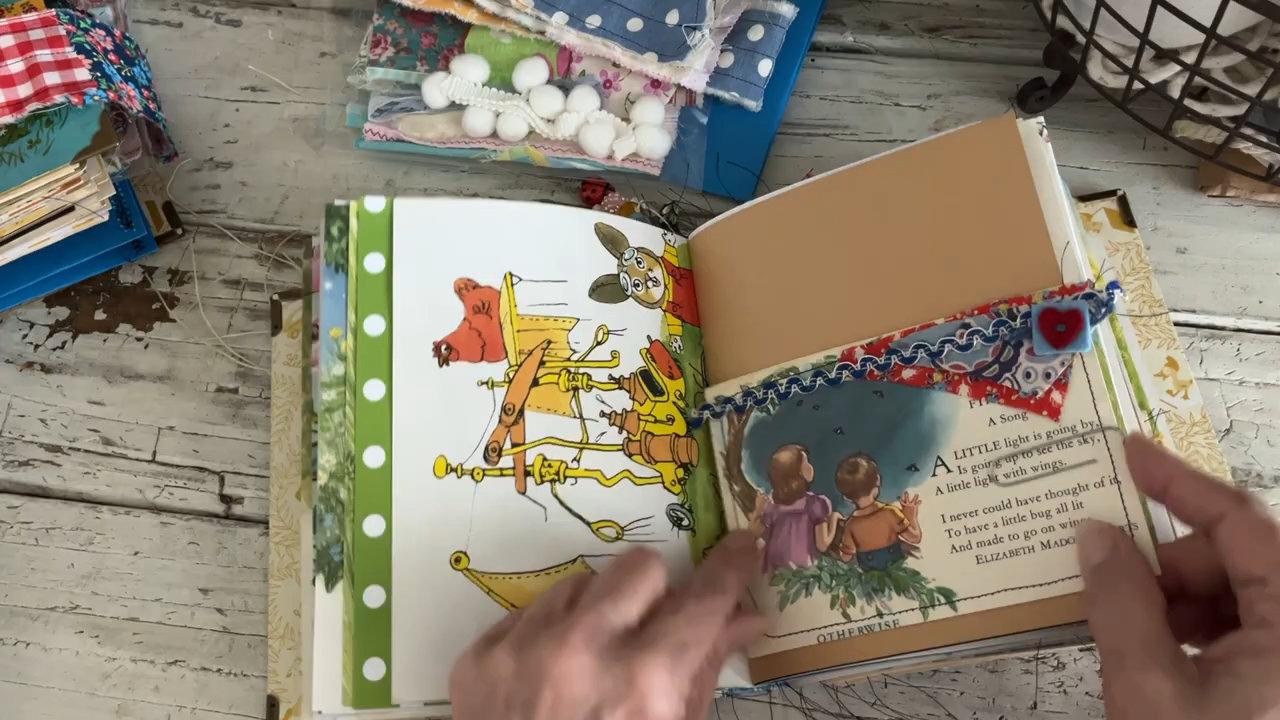 A Song
A LITTLE light is going by,
Is going up to see the sky,
A little light with wings.
I never could have thought of it,
To have a little bug all lit
And made to go on wings
ELIZABETH MADOX
OTHERWISE